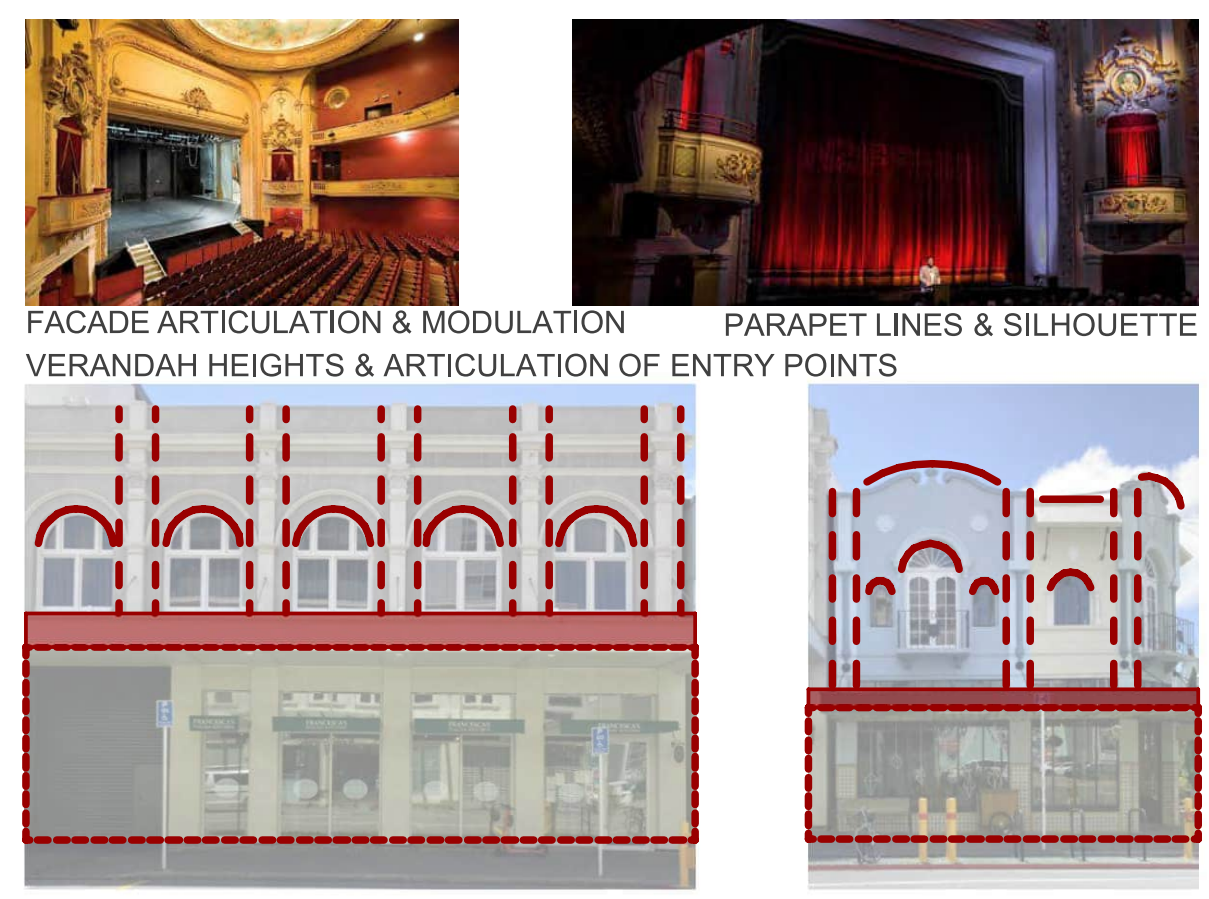 FACADE ARTICULATION & MODULATION
PARAPET LINES & SILHOUETTE
VERANDAH HEIGHTS & ARTICULATION OF ENTRY POINTS